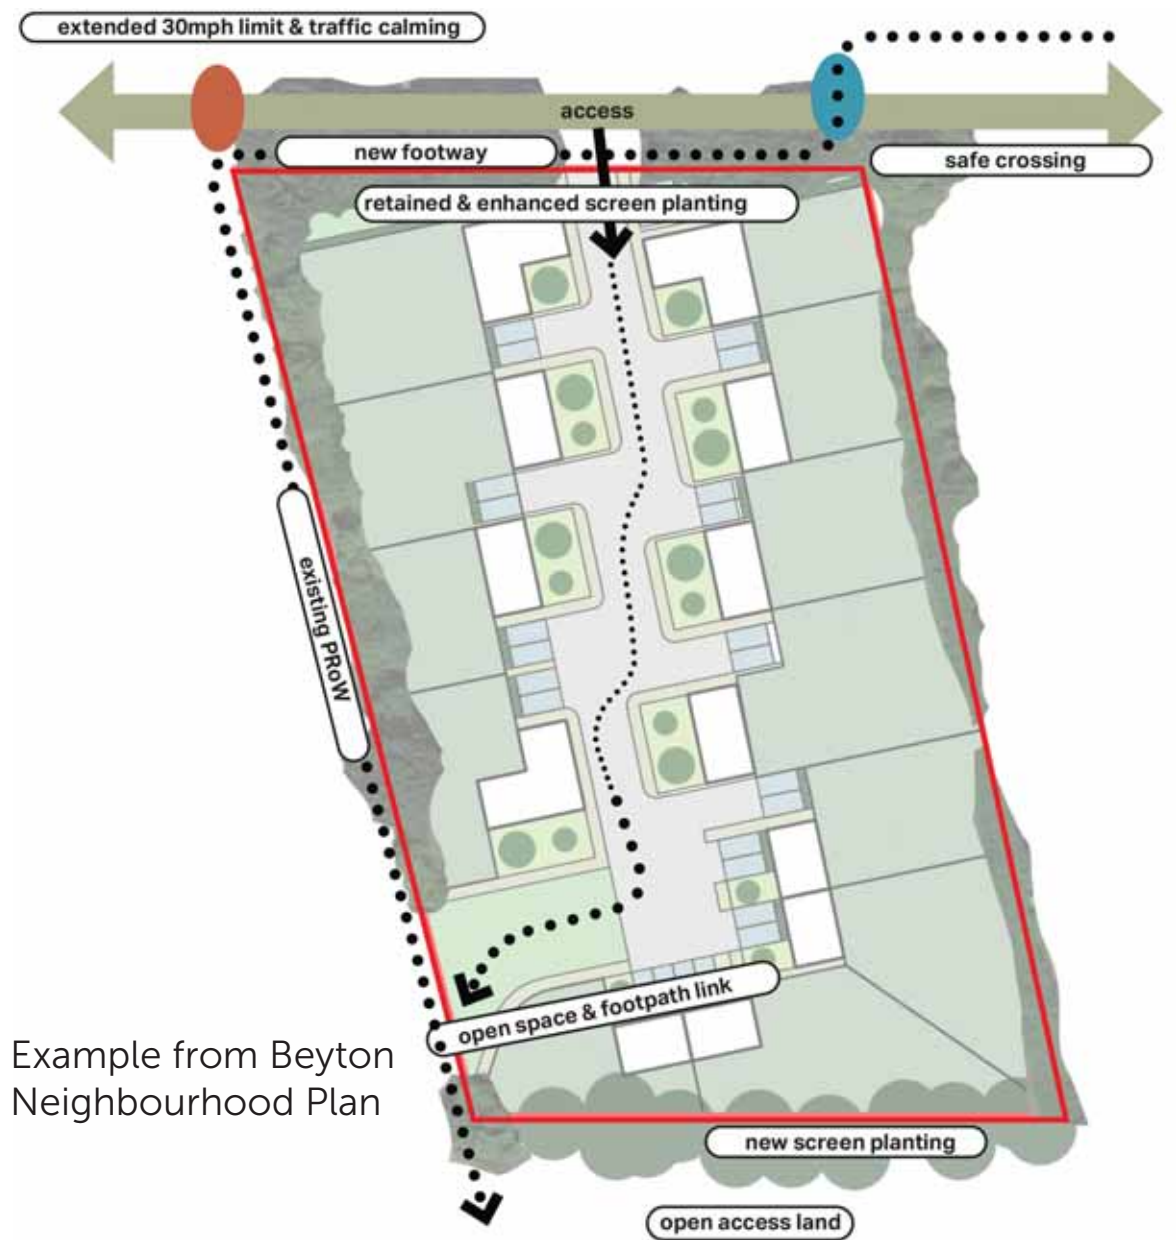 extended 30mph limit & traffic calming
access
new footway
safe crossing
retained & enhanced screen planting
existing PRoW
open space & footpath link
Example from Beyton
Neighbourhood Plan
new screen planting
open access land